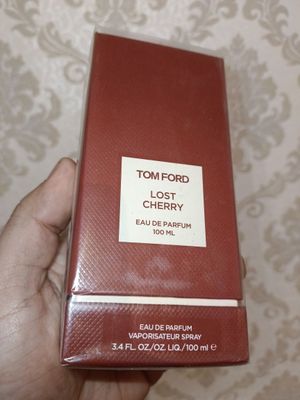 TOM FORD
LOST
CHERRY
EAU DE PARFUM
100 ML
EAU DE PARFUM
VAPORISATEUR SPRAY
3.4 FL. OZ./OZ. LIQ./100 ml e